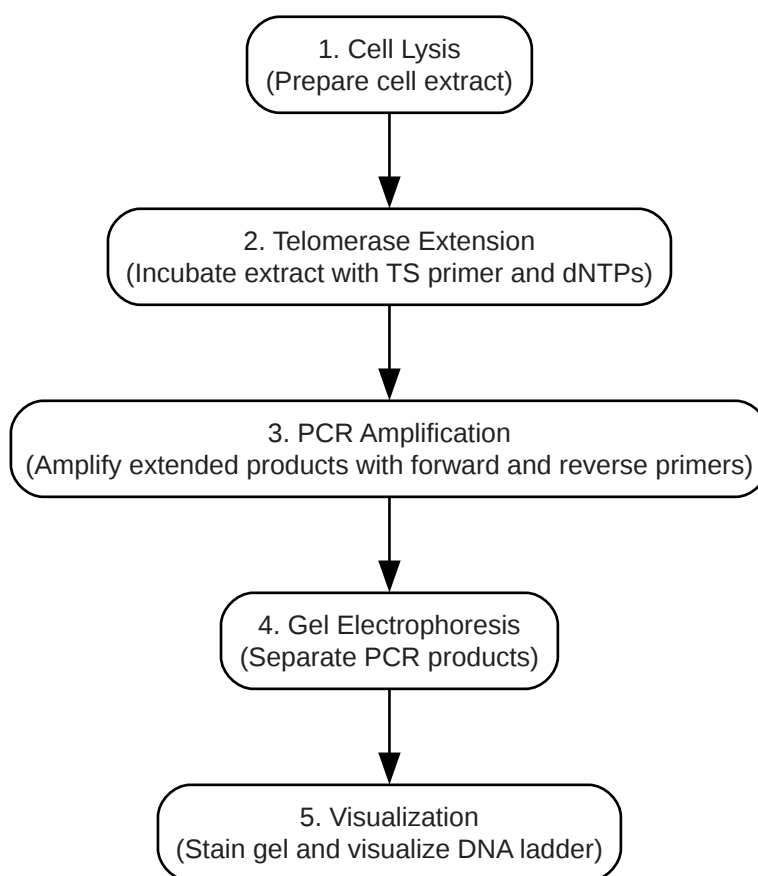 1. Cell Lysis
(Prepare cell extract)
2. Telomerase Extension
(Incubate extract with TS primer and dNTPs)
3. PCR Amplification
(Amplify extended products with forward and reverse primers)
4. Gel Electrophoresis
(Separate PCR products)
5. Visualization
(Stain gel and visualize DNA ladder)